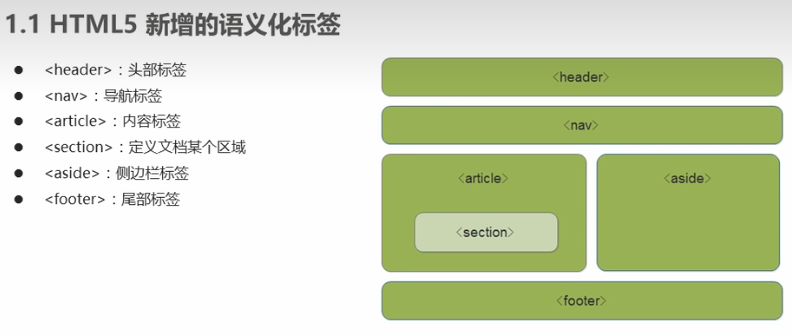 1.1 HTML5 新增的语义化标签
● <header>：头部标签
● <nav>：导航标签
● <article>：内容标签
● <section>：定义文档某个区域
● <aside>：侧边栏标签
● <footer>：尾部标签
<header>
<nav>
<article>
<aside>
<section>
<footer>